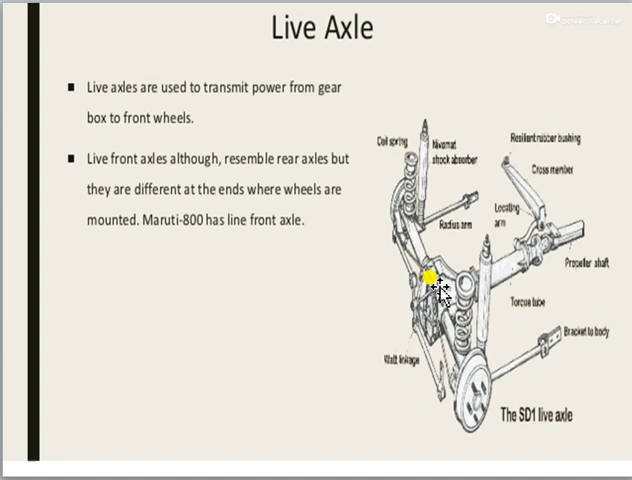 Live Axle
Live axles are used to transmit power from gear
box to front wheels.
Live front axles although, resemble rear axles but
they are different at the ends where wheels are
mounted. Maruti-800 has line front axle.
Coil spring
Nivomat
shock absorber
Resilient rubber bushing
Cross member
Locating
arm
Radius arm
Propeller shaft
Torque tube
Bracket to body
Watt linkage
The SD1 live axle